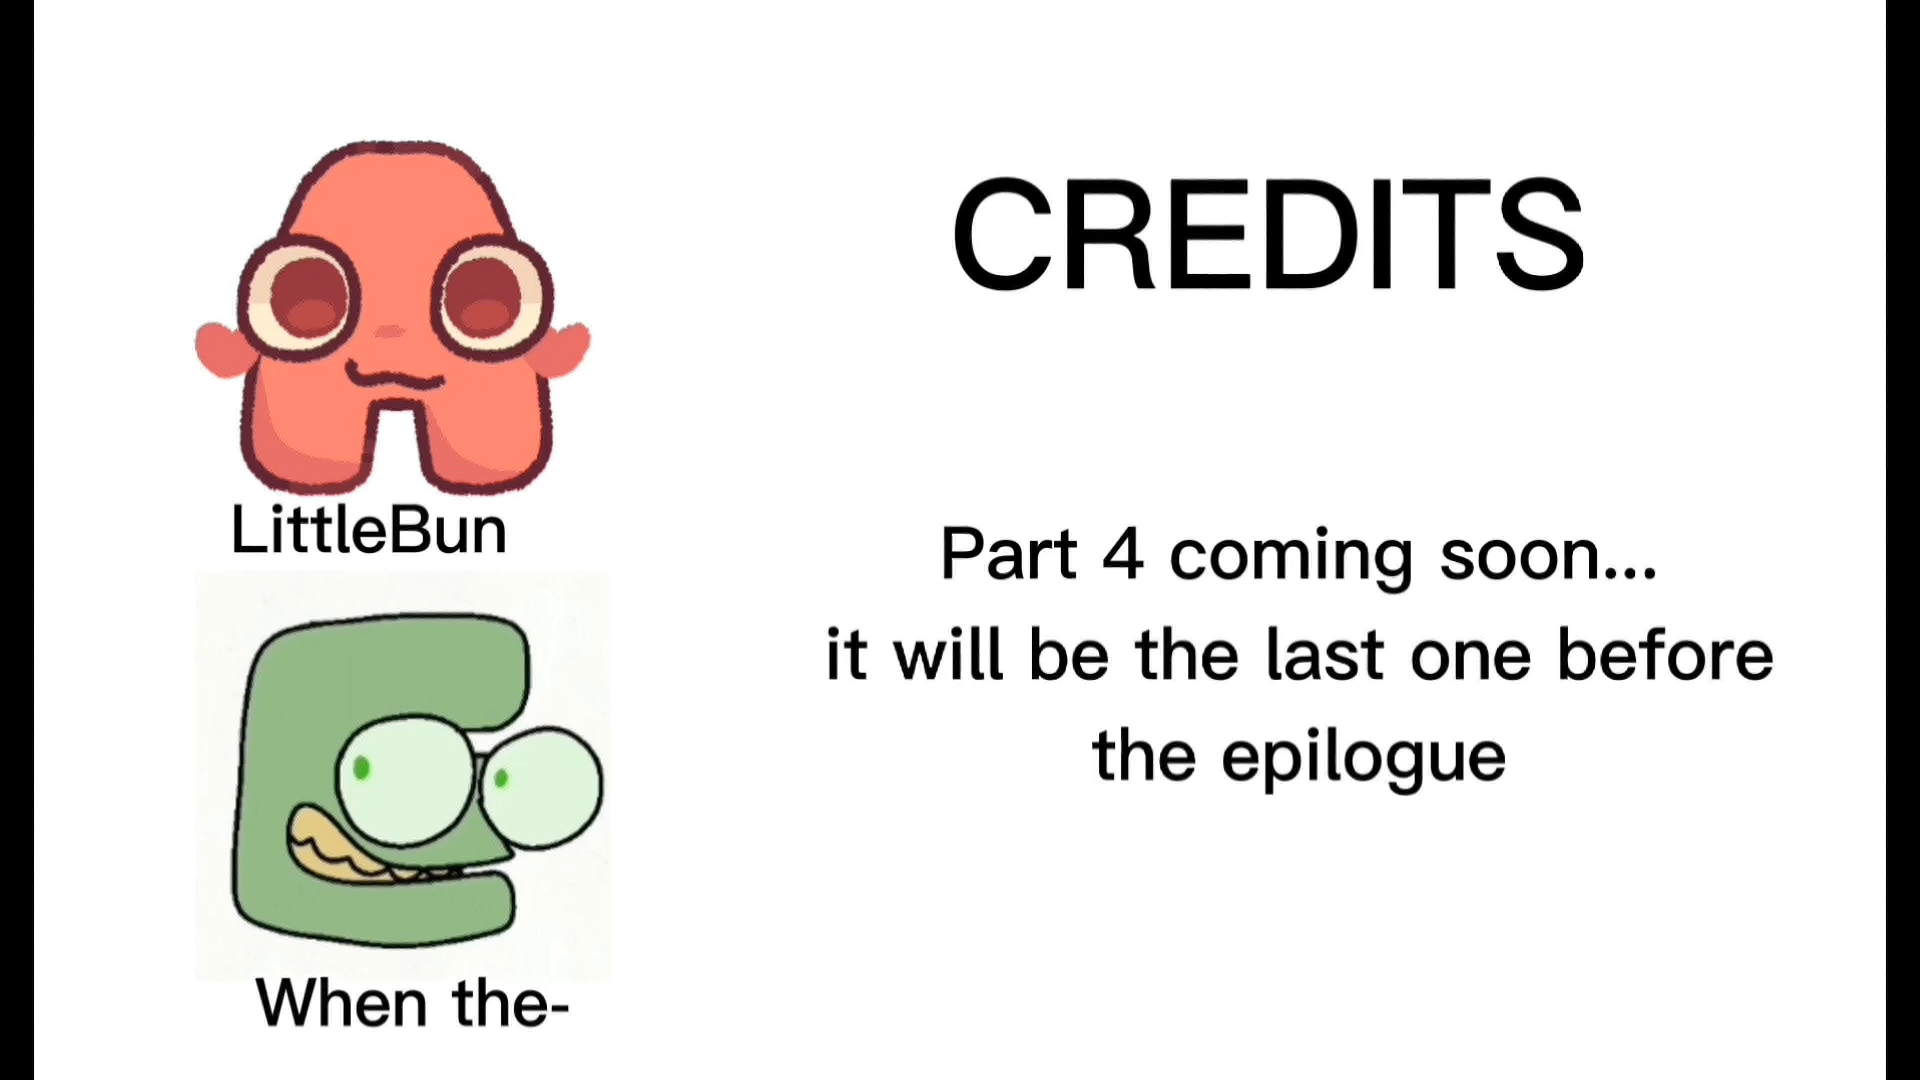 CREDITS
LittleBun
Part 4 coming soon...
it will be the last one before
the epilogue
When the-